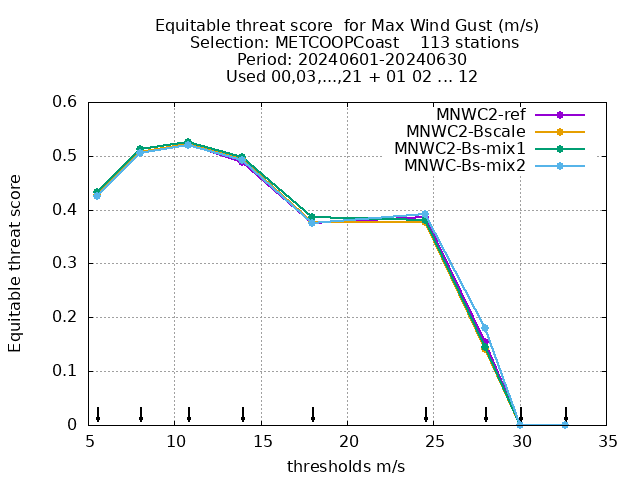 Equitable threat score  for Max Wind Gust (m/s)
Selection: METCOOPCoast    113 stations
Period: 20240601-20240630
Used 00,03,...,21 + 01 02 ... 12
MNWC2-ref
MNWC2-Bscale
MNWC2-Bs-mix1
MNWC-Bs-mix2
Equitable threat score
0.6
0.5
0.4
0.3
0.2
0.1
0
5 10 15 20 25 30 35
thresholds m/s